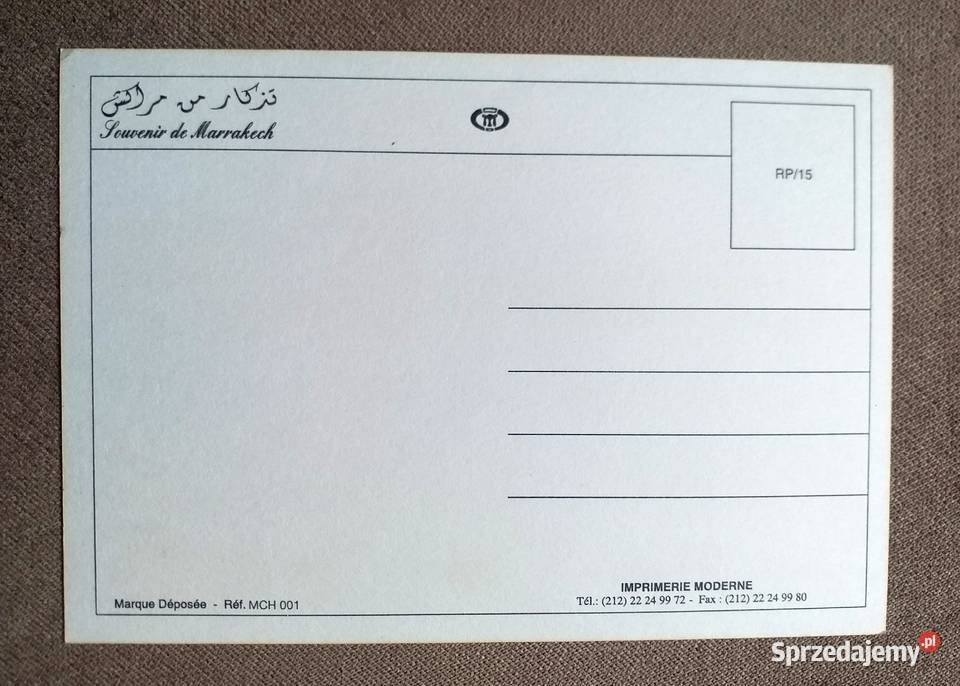 تذكار من مراكش
Souvenir de Marrakech
RP/15
Marque Déposée - Réf. MCH 001
IMPRIMERIE MODERNE
Tél.: (212) 22 24 99 72 - Fax : (212) 22 24 99 80
Sprzedajemy.pl